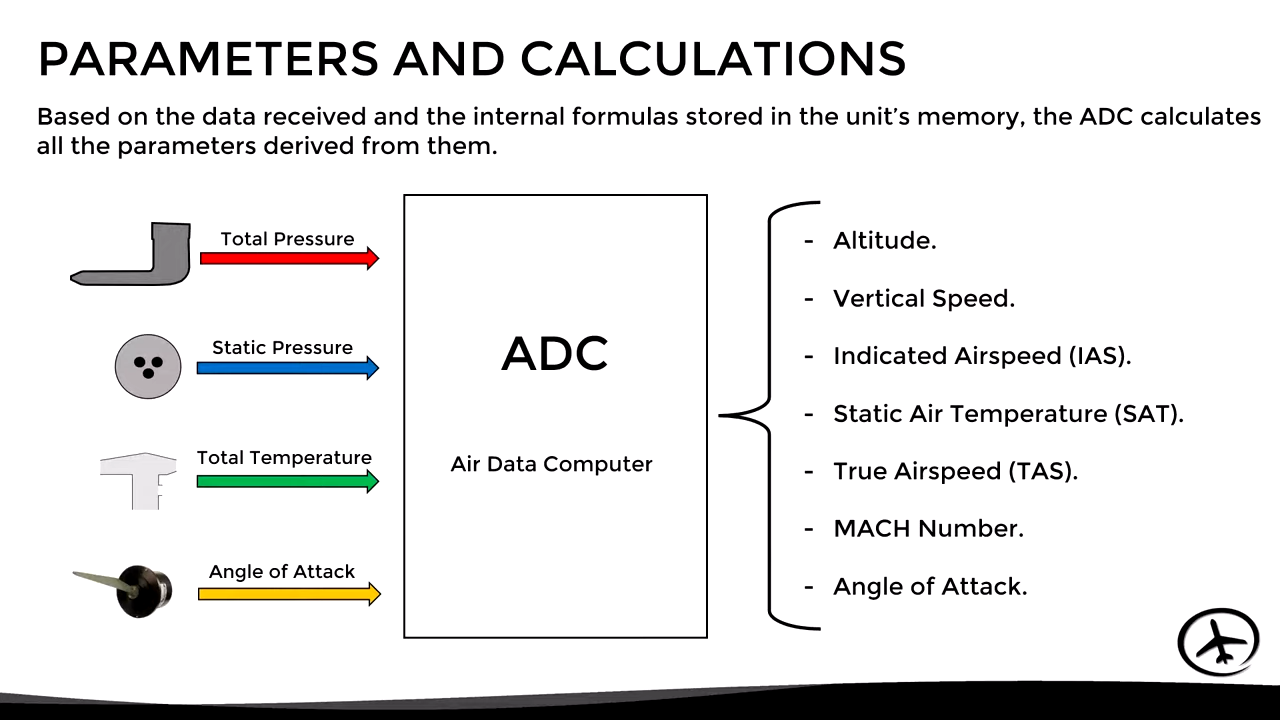 PARAMETERS AND CALCULATIONS
Based on the data received and the internal formulas stored in the unit’s memory, the ADC calculates
all the parameters derived from them.
Total Pressure
Static Pressure
Total Temperature
Angle of Attack
ADC
Air Data Computer
- Altitude.
- Vertical Speed.
- Indicated Airspeed (IAS).
- Static Air Temperature (SAT).
- True Airspeed (TAS).
- MACH Number.
- Angle of Attack.